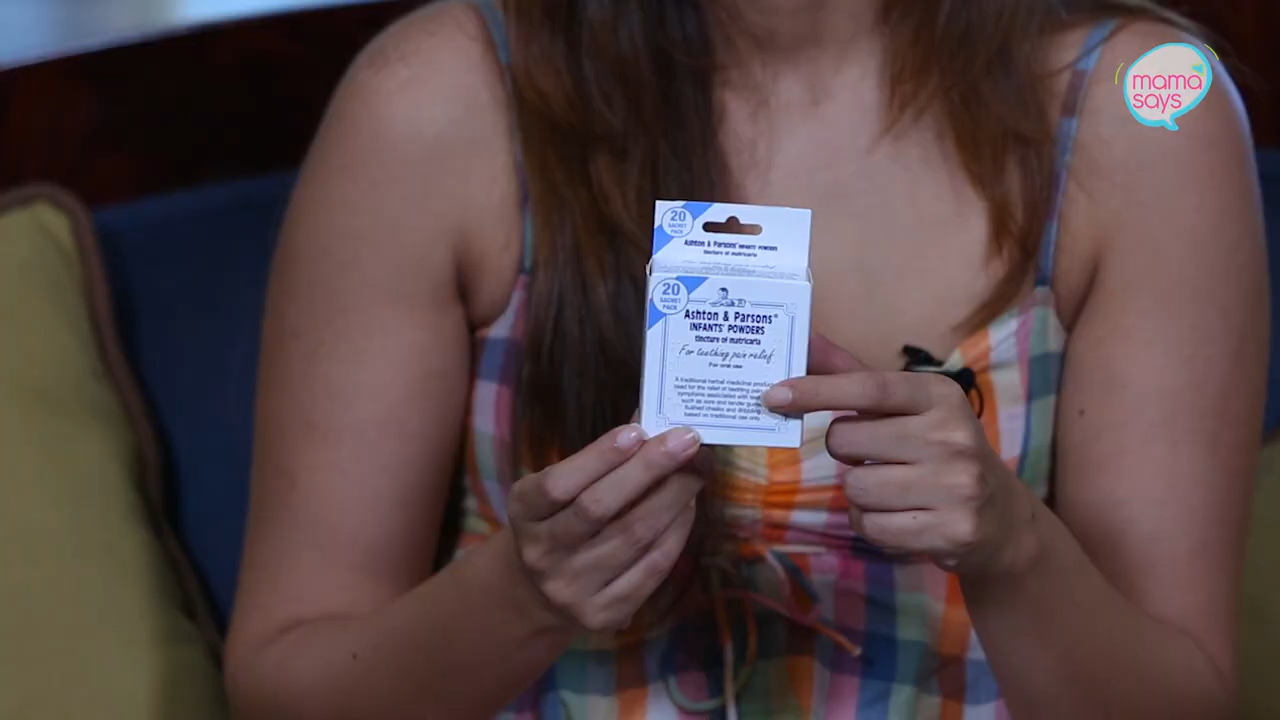 mama
says
20
SACHET
PACK
Ashton & Parsons® INFANTS' POWDERS
tincture of matricaria
20
SACHET
PACK
Ashton & Parsons®
INFANTS' POWDERS
tincture of matricaria
For teething pain relief
For oral use
A traditional herbal medicinal product
used for the relief of teething pain
symptoms associated with
such as sore and tender gums
flushed cheeks and dribbling
based on traditional use only